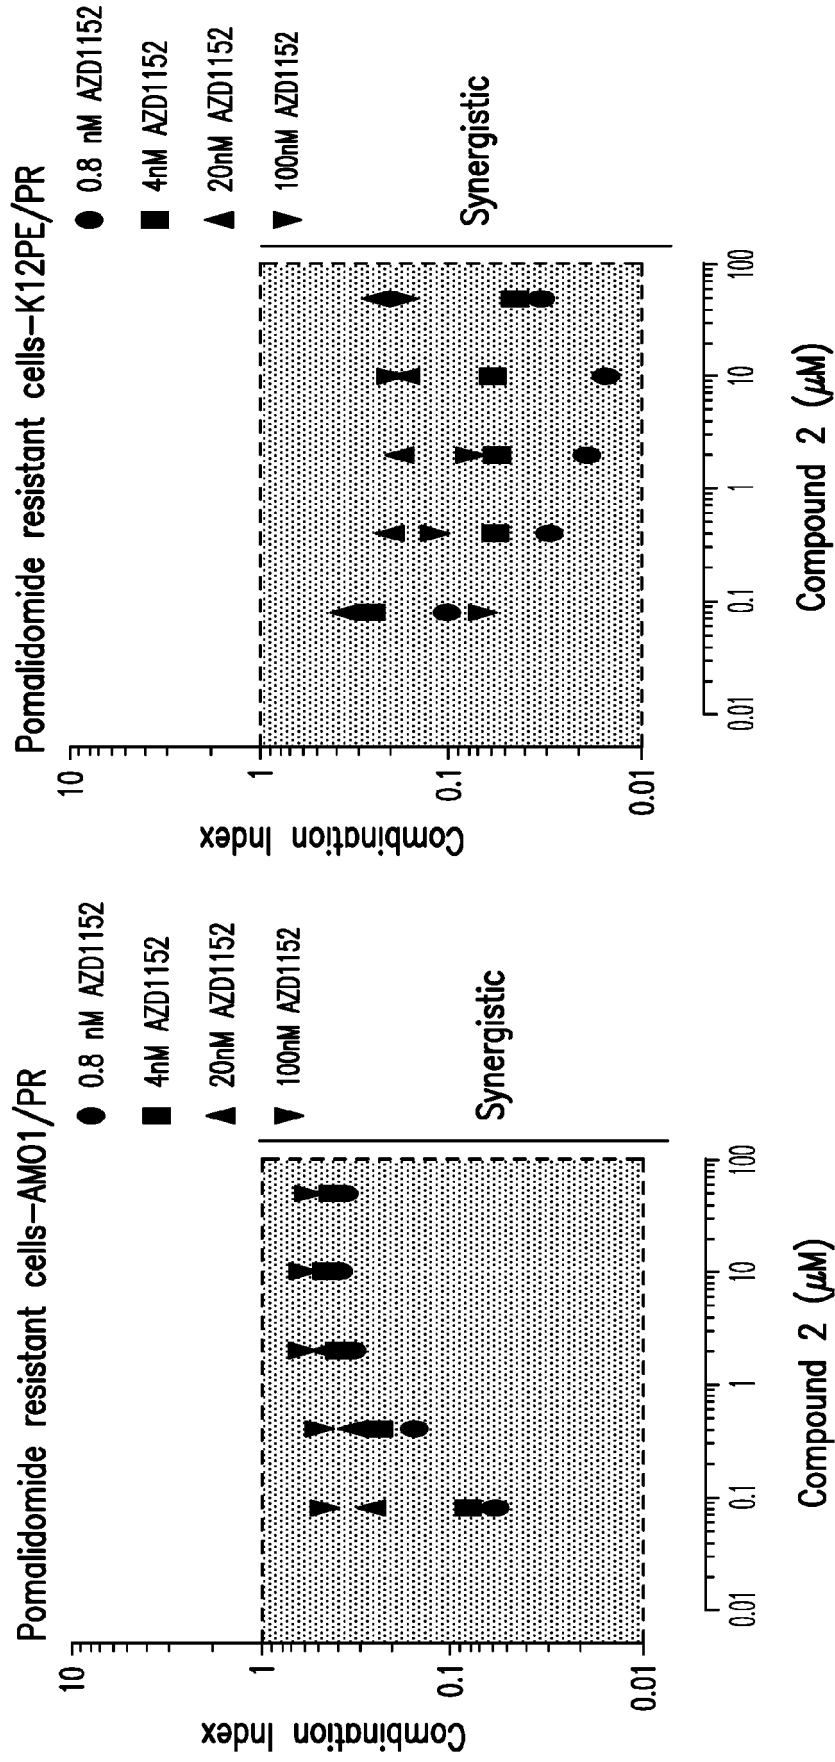 Pomalidomide resistant cells–AMO1/PR
10
1
0.1
0.01
Combination Index
0.01
0.1
1
10
100
Compound 2 (μM)
0.8 nM AZD1152
4nM AZD1152
20nM AZD1152
100nM AZD1152
Synergistic
Pomalidomide resistant cells–K12PE/PR
10
1
0.1
0.01
Combination Index
0.01
0.1
1
10
100
Compound 2 (μM)
0.8 nM AZD1152
4nM AZD1152
20nM AZD1152
100nM AZD1152
Synergistic